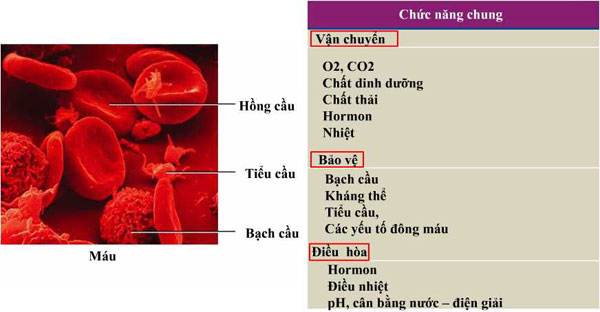 Hồng cầu
Tiểu cầu
Bạch cầu
Máu
Chức năng chung
Vận chuyển
O2, CO2
Chất dinh dưỡng
Chất thải
Hormon
Nhiệt
Bảo vệ
Bạch cầu
Kháng thể
Tiểu cầu,
Các yếu tố đông máu
Điều hòa
Hormon
Điều nhiệt
pH, cân bằng nước – điện giải